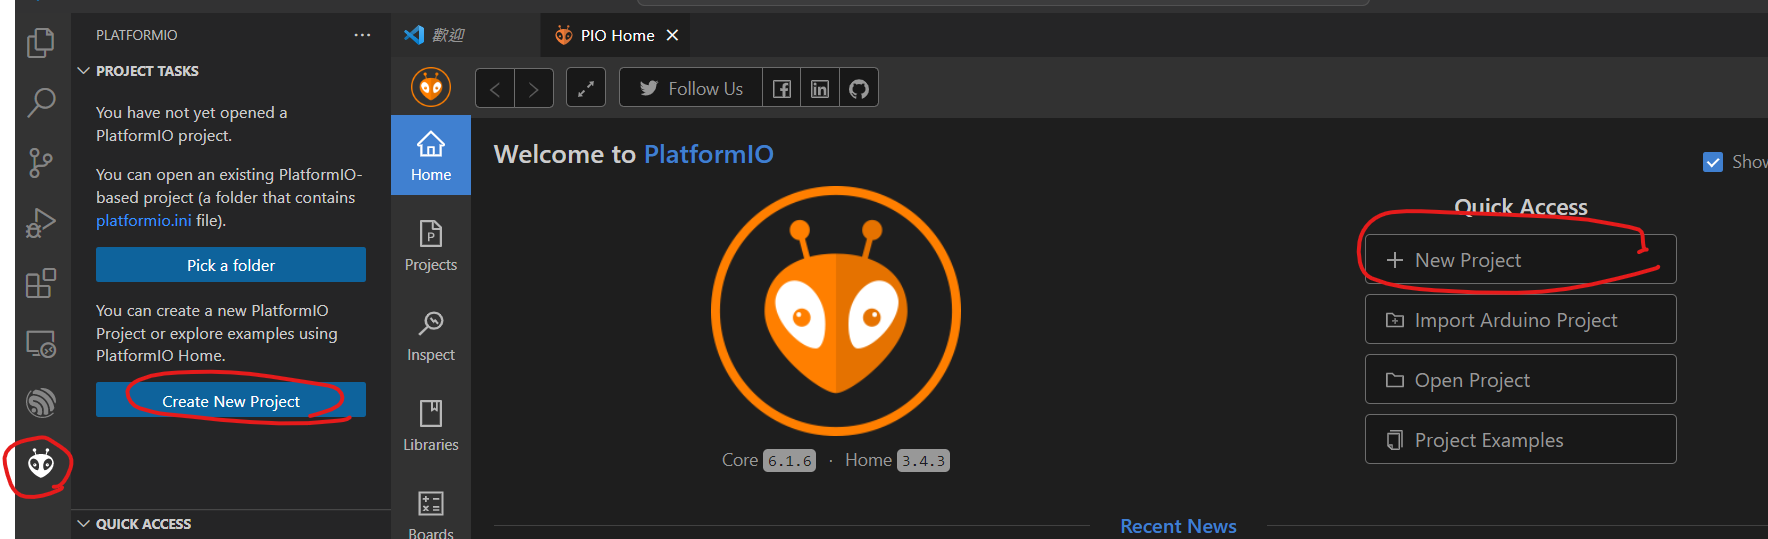 PLATFORMIO
PROJECT TASKS
You have not yet opened a
PlatformIO project.
You can open an existing PlatformIO-
based project (a folder that contains
platformio.ini file).
Pick a folder
You can create a new PlatformIO
Project or explore examples using
PlatformIO Home.
Create New Project
QUICK ACCESS
歡迎
PIO Home
Follow Us
Home
Projects
Inspect
Libraries
Boards
Welcome to PlatformIO
Show
Core 6.1.6 · Home 3.4.3
Quick Access
New Project
Import Arduino Project
Open Project
Project Examples
Recent News